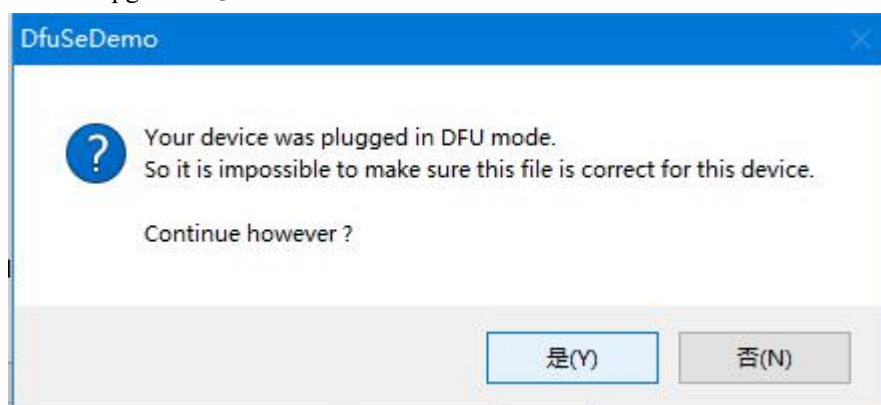 DfuSeDemo
Your device was plugged in DFU mode.
So it is impossible to make sure this file is correct for this device.
Continue however ?
是(Y)
否(N)